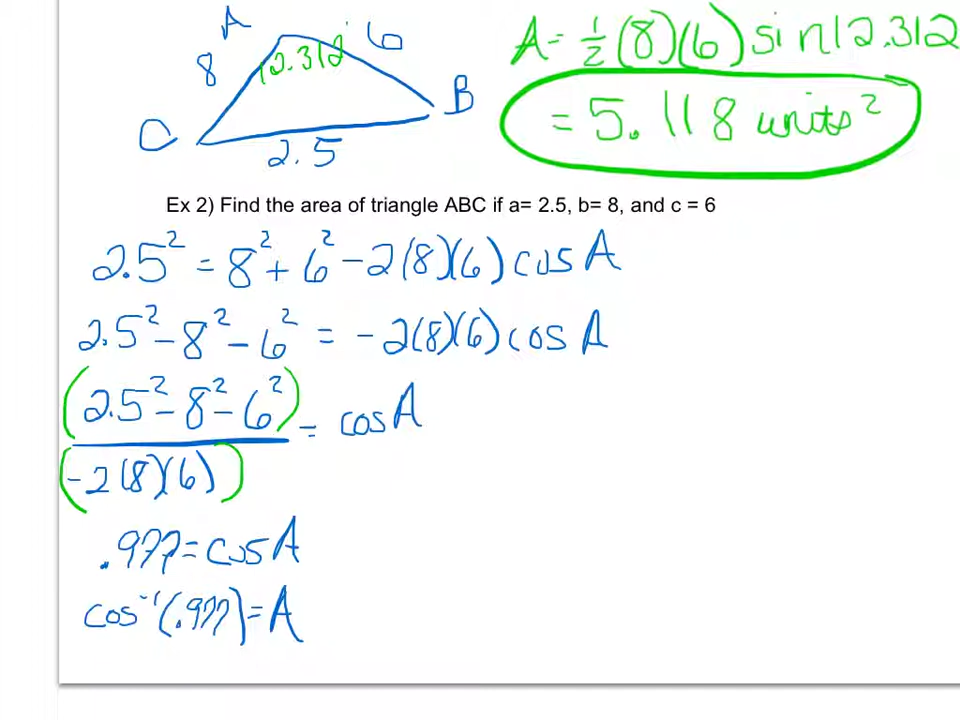 A
8
12.312
6
B
C
2.5
A = ½(8)(6) sin 12.312
= 5.118 units²
Ex 2) Find the area of triangle ABC if a= 2.5, b= 8, and c = 6
2.5² = 8² + 6² - 2(8)(6) cos A
2.5² - 8² - 6² = -2(8)(6) cos A
(2.5² - 8² - 6²) = cos A
(-2(8)(6))
.977 = cos A
cos⁻¹(.977) = A